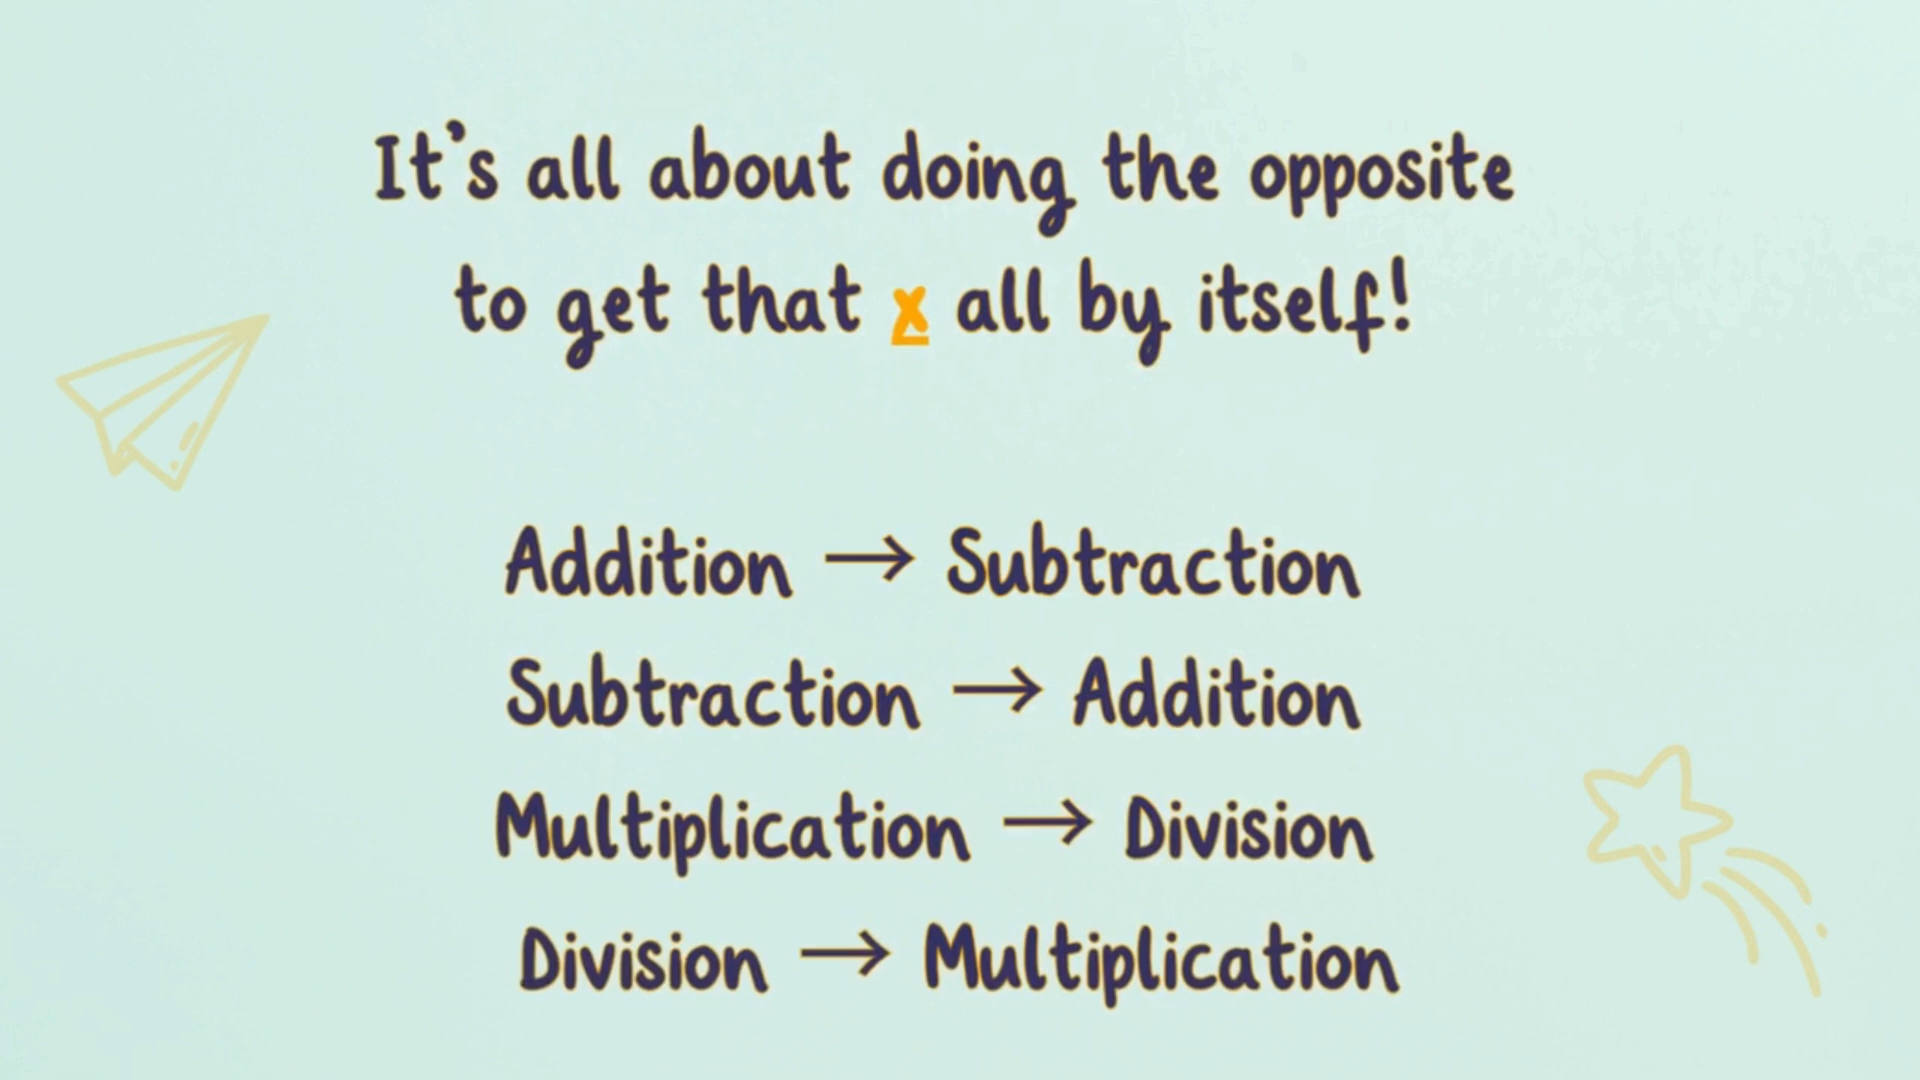 It's all about doing the opposite
to get that x all by itself!
Addition → Subtraction
Subtraction → Addition
Multiplication → Division
Division → Multiplication